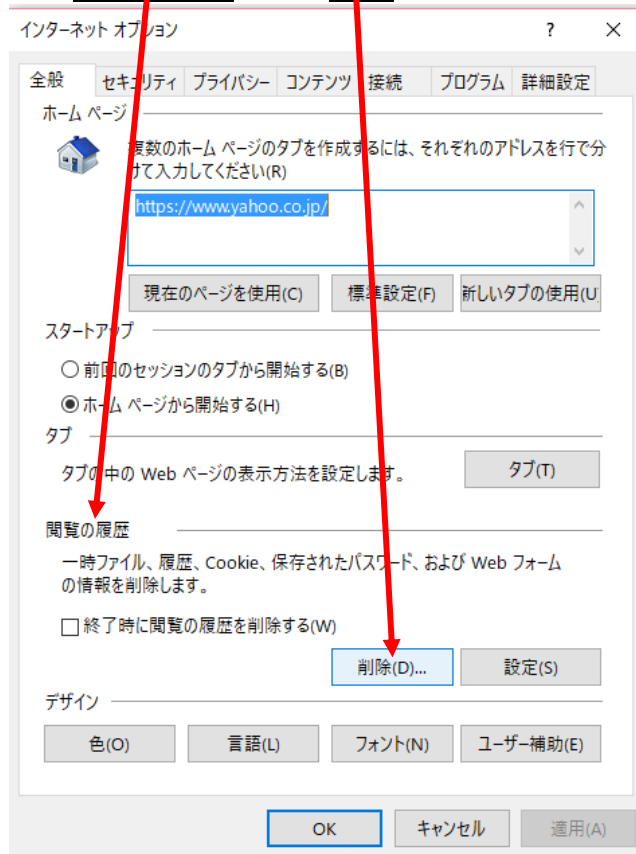 インターネット オプション ? ×
全般 セキュリティ プライバシー コンテンツ 接続 プログラム 詳細設定
ホーム ページ
複数のホーム ページのタブを作成するには、それぞれのアドレスを行で分
けて入力してください(R)
https://www.yahoo.co.jp/
現在のページを使用(C) 標準設定(F) 新しいタブの使用(U
スタートアップ
前回のセッションのタブから開始する(B)
ホーム ページから開始する(H)
タブ
タブの中の Web ページの表示方法を設定します。 タブ(T)
閲覧の履歴
一時ファイル、履歴、Cookie、保存されたパスワード、および Web フォーム
の情報を削除します。
終了時に閲覧の履歴を削除する(W)
削除(D)... 設定(S)
デザイン
色(O) 言語(L) フォント(N) ユーザー補助(E)
OK キャンセル 適用(A)